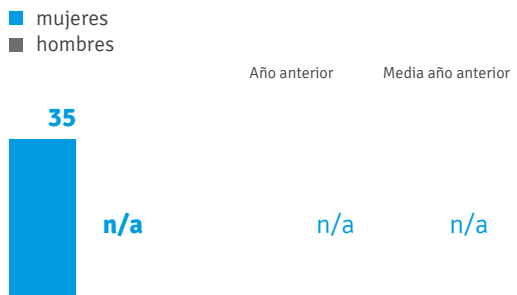 mujeres
hombres
Año anterior Media año anterior
35
n/a n/a n/a